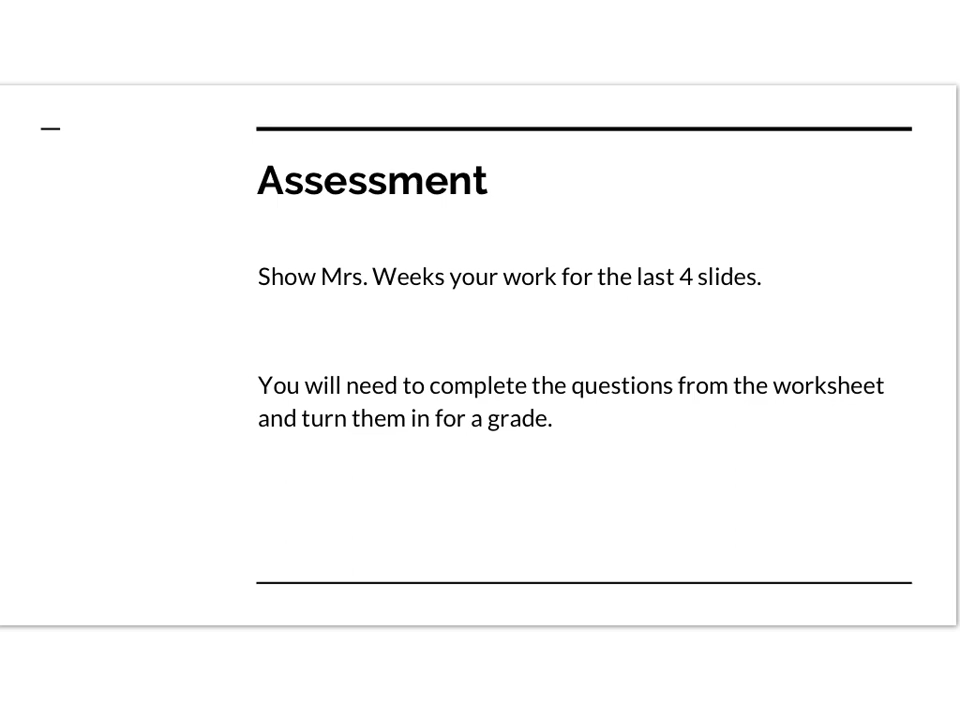 Assessment
Show Mrs. Weeks your work for the last 4 slides.
You will need to complete the questions from the worksheet
and turn them in for a grade.